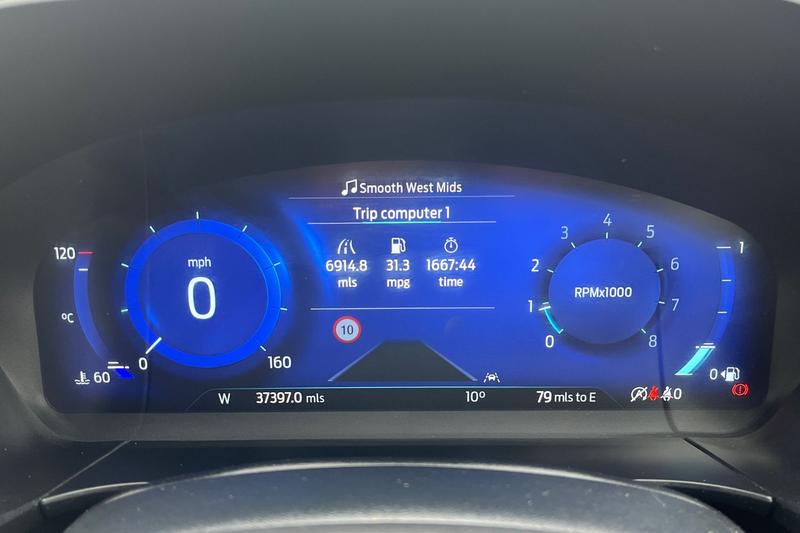 Smooth West Mids
Trip computer 1
6914.8 31.3 1667:44
mls mpg time
120
°C
60
mph
0
0 160
10
4
3 5
2 6
1 7
0 8
RPMx1000
1
0
W 37397.0 mls 10° 79 mls to E
0